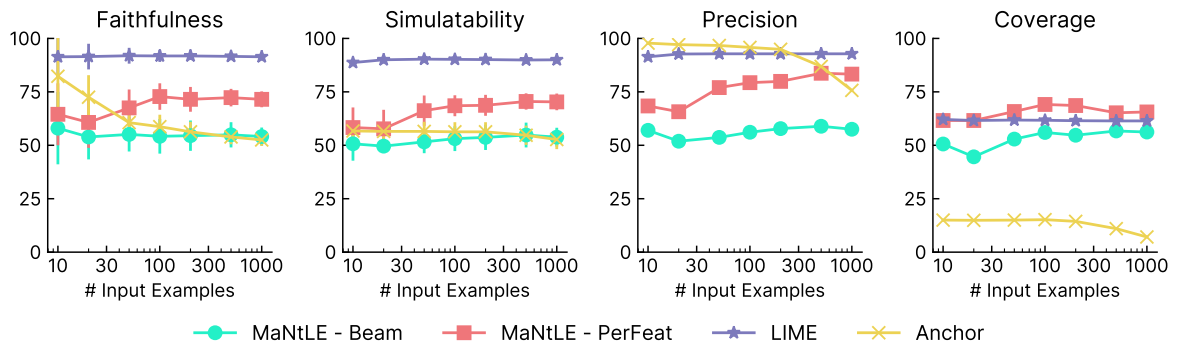 Faithfulness
Simulatability
Precision
Coverage
100 100 100 100
75 75 75 75
50 50 50 50
25 25 25 25
0 0 0 0
10 30 100 300 1000 10 30 100 300 1000 10 30 100 300 1000 10 30 100 300 1000
# Input Examples # Input Examples # Input Examples # Input Examples
MaNtLE - Beam MaNtLE - PerFeat LIME Anchor